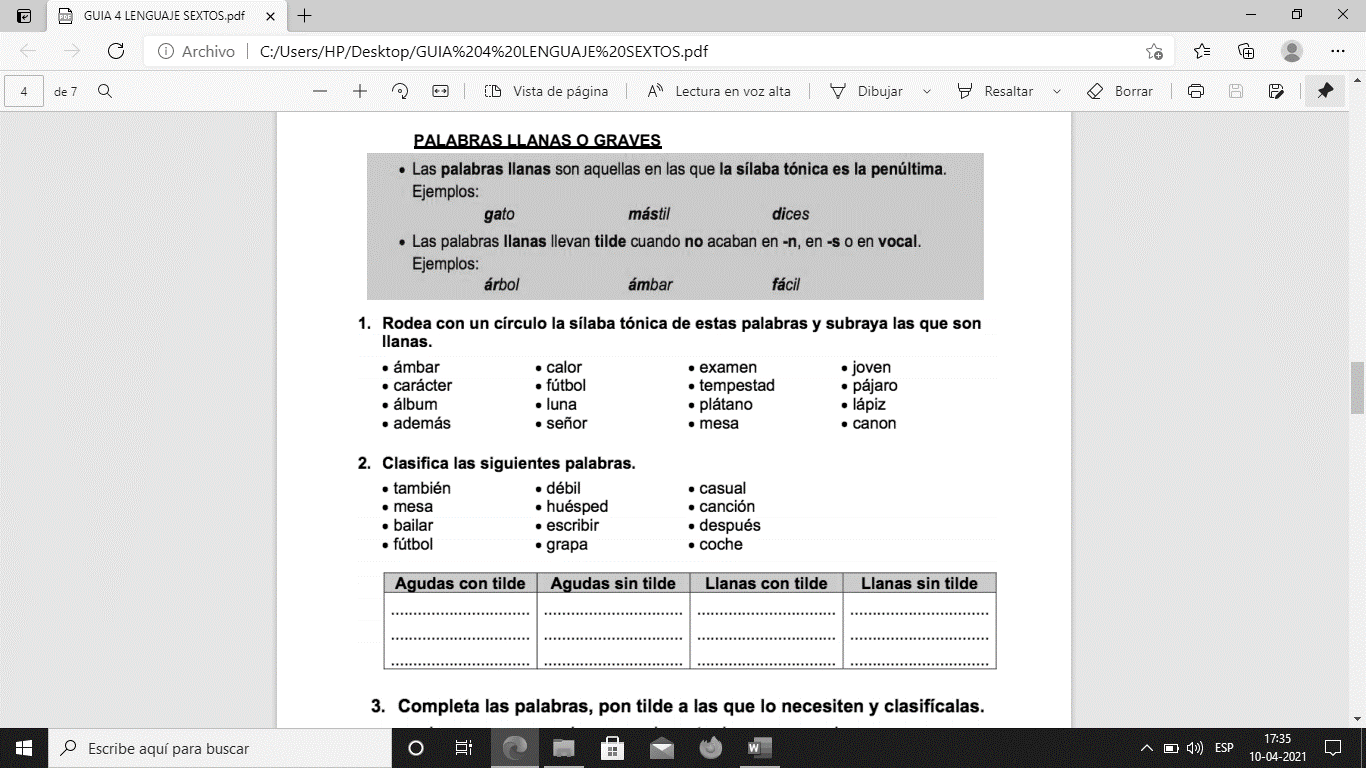 GUIA 4 LENGUAJE SEXTOS.pdf
Archivo C:/Users/HP/Desktop/GUIA%204%20LENGUAJE%20SEXTOS.pdf
4 de 7 Vista de página Lectura en voz alta Dibujar Resaltar Borrar
PALABRAS LLANAS O GRAVES
• Las palabras llanas son aquellas en las que la sílaba tónica es la penúltima.
Ejemplos:
gato mástil dices
• Las palabras llanas llevan tilde cuando no acaban en -n, en -s o en vocal.
Ejemplos:
árbol ámbar fácil
1. Rodea con un círculo la sílaba tónica de estas palabras y subraya las que son
llanas.
• ámbar • calor • examen • joven
• carácter • fútbol • tempestad • pájaro
• álbum • luna • plátano • lápiz
• además • señor • mesa • canon
2. Clasifica las siguientes palabras.
• también • débil • casual
• mesa • huésped • canción
• bailar • escribir • después
• fútbol • grapa • coche
Agudas con tilde Agudas sin tilde Llanas con tilde Llanas sin tilde
3. Completa las palabras, pon tilde a las que lo necesiten y clasifícalas.
Escribe aquí para buscar ESP 17:35
10-04-2021